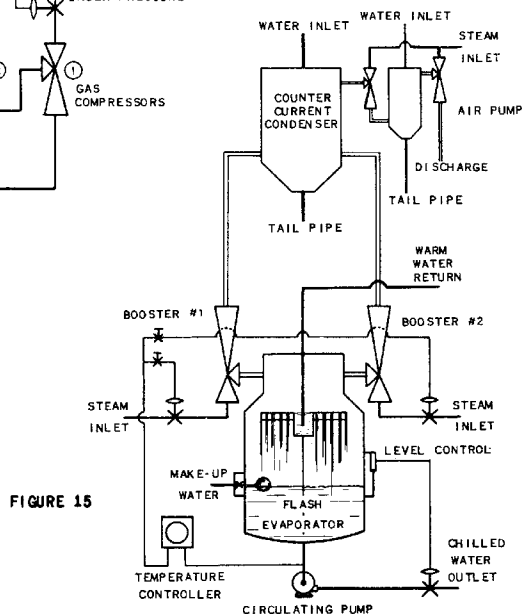 ①
GAS
COMPRESSORS
WATER INLET
WATER INLET
STEAM
INLET
COUNTER
CURRENT
CONDENSER
AIR PUMP
DISCHARGE
TAIL PIPE
TAIL PIPE
WARM
WATER
RETURN
BOOSTER #1
BOOSTER #2
STEAM
INLET
STEAM
INLET
LEVEL CONTROL
MAKE-UP
WATER
FLASH
EVAPORATOR
FIGURE 15
CHILLED
WATER
OUTLET
TEMPERATURE
CONTROLLER
CIRCULATING PUMP